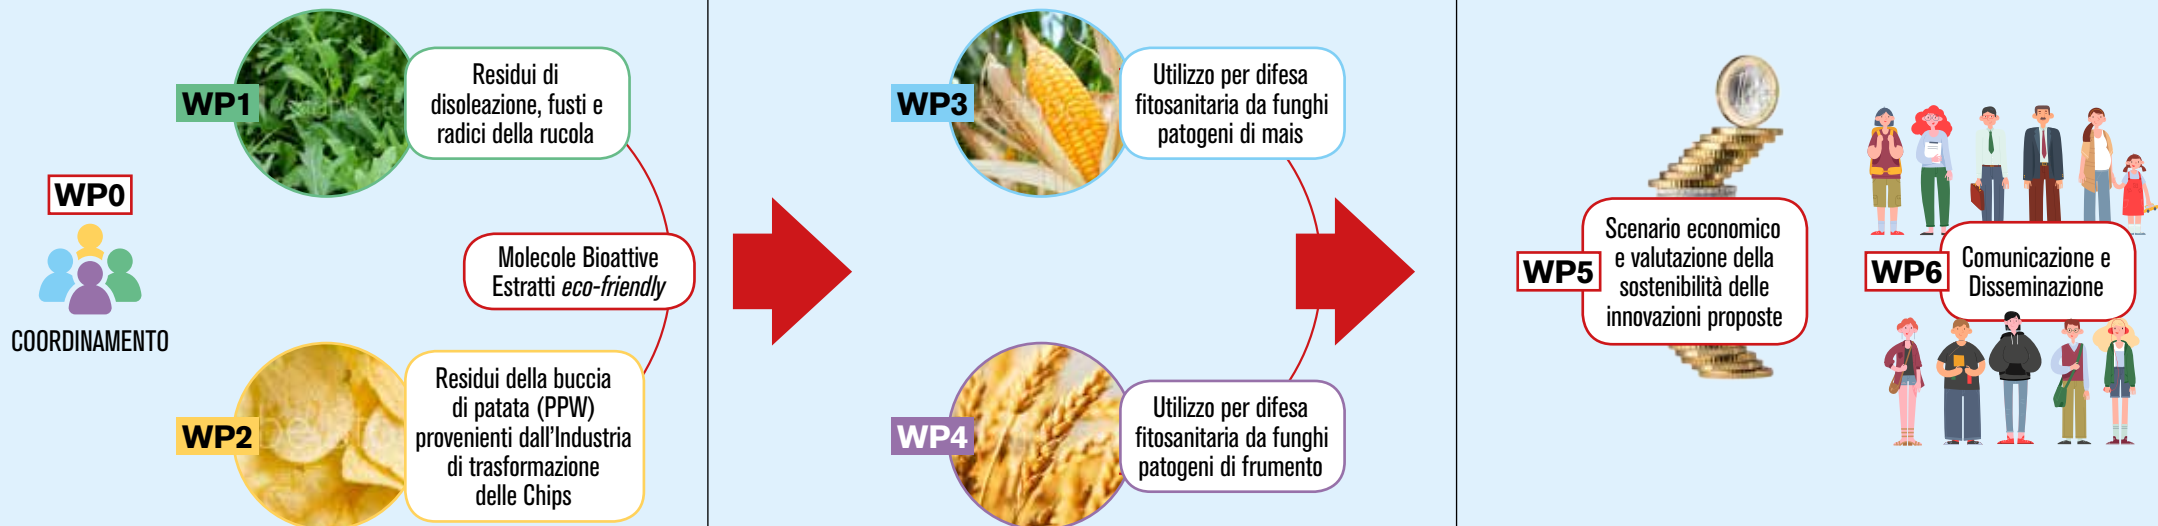 WP0
COORDINAMENTO
WP1
Residui di
disoleazione, fusti e
radici della rucola
Molecole Bioattive
Estratti eco-friendly
WP2
Residui della buccia
di patata (PPW)
provenienti dall'Industria
di trasformazione
delle Chips
WP3
Utilizzo per difesa
fitosanitaria da funghi
patogeni di mais
WP4
Utilizzo per difesa
fitosanitaria da funghi
patogeni di frumento
WP5
Scenario economico
e valutazione della
sostenibilità delle
innovazioni proposte
WP6
Comunicazione e
Disseminazione